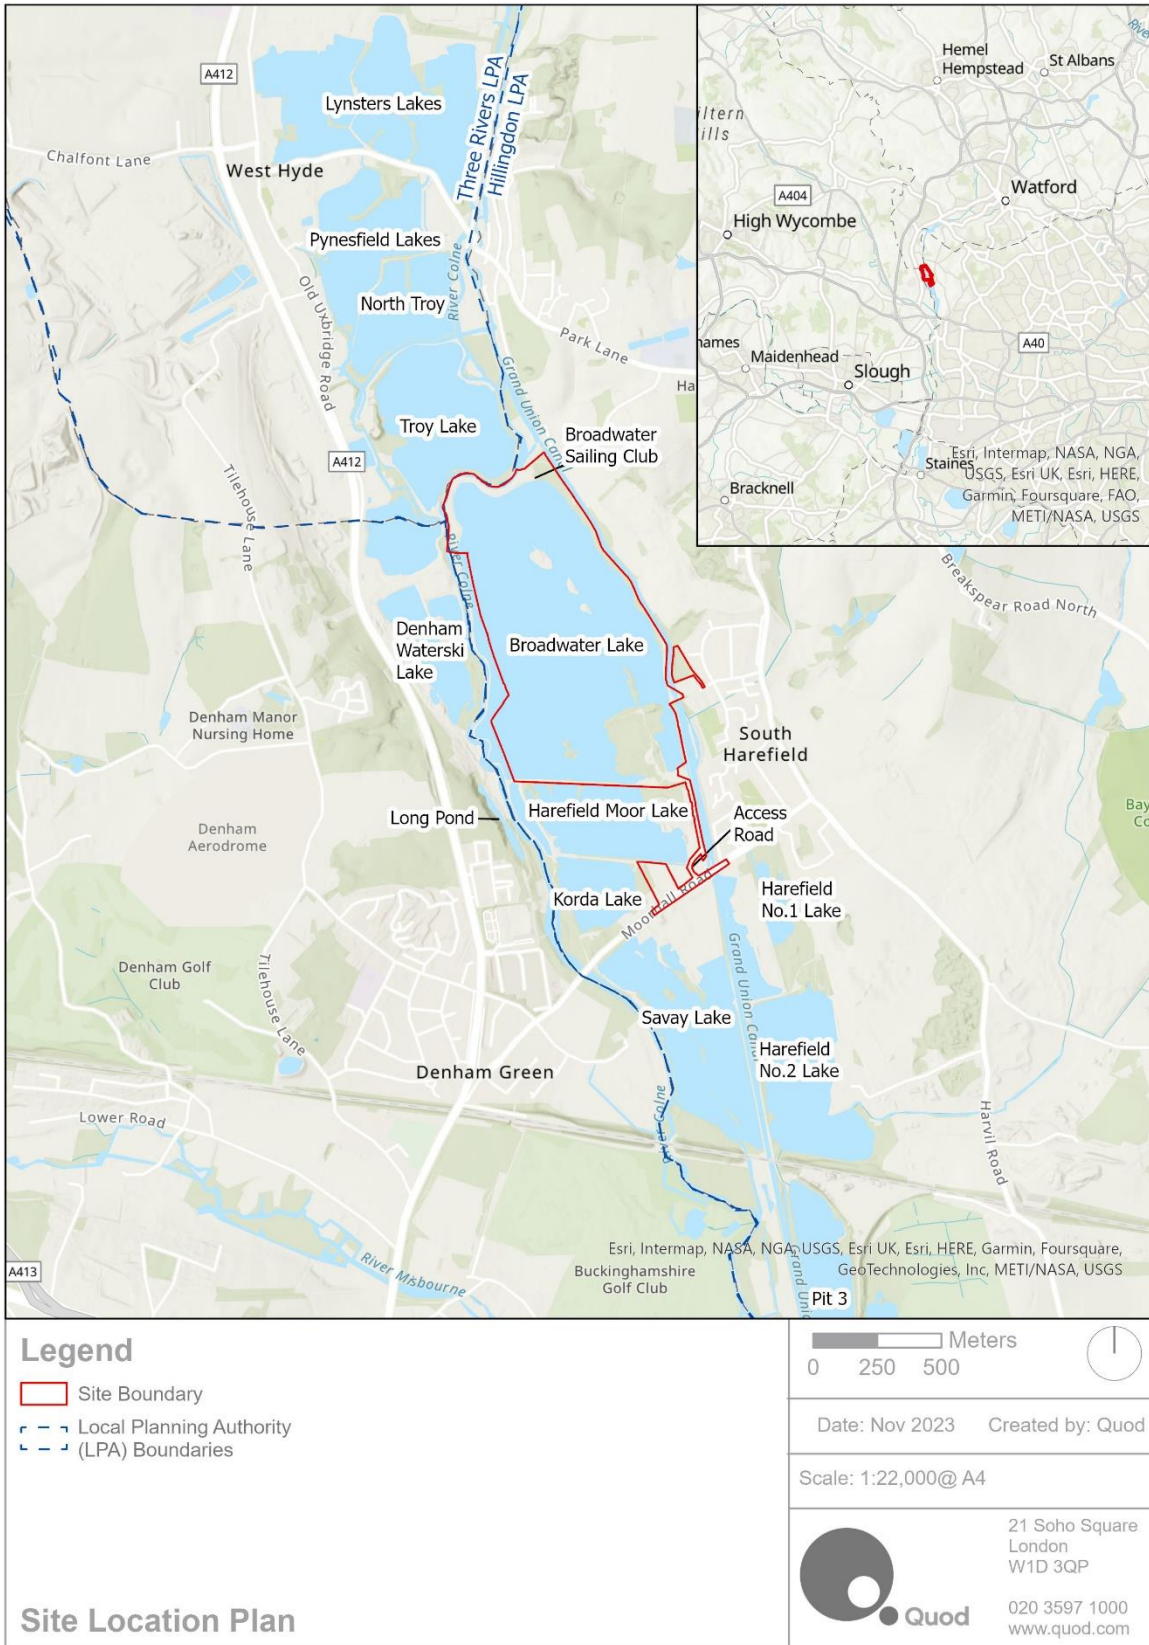 A412
Lynsters Lakes
Three Rivers LPA
Hillingdon LPA
Chalfont Lane
West Hyde
Pynesfield Lakes
River Colne
North Troy
Old Uxbridge Road
Park Lane
Ha
Grand Union Canal
Troy Lake
Broadwater
Sailing Club
A412
Tilehouse Lane
River Colne
Denham
Waterski
Lake
Broadwater Lake
Breakspear Road North
Denham Manor
Nursing Home
South
Harefield
Long Pond
Harefield Moor Lake
Access
Road
Denham
Aerodrome
Bay
Co
Korda Lake
Moorhall Road
Harefield
No.1 Lake
Denham Golf
Club
Tilehouse Lane
Grand Union Canal
Savay Lake
Harefield
No.2 Lake
Denham Green
Lower Road
River Colne
Harvil Road
River Misbourne
A413
Esri, Intermap, NASA, NGA, USGS, Esri UK, Esri, HERE, Garmin, Foursquare,
GeoTechnologies, Inc, METI/NASA, USGS
Buckinghamshire
Golf Club
Grand Unio
Pit 3
Hemel
Hempstead
St Albans
River
iltern
ills
A404
Watford
High Wycombe
A40
hames
Maidenhead
Slough
Staines
Bracknell
Esri, Intermap, NASA, NGA,
USGS, Esri UK, Esri, HERE,
Garmin, Foursquare, FAO,
METI/NASA, USGS
Legend
Site Boundary
Local Planning Authority
(LPA) Boundaries
Site Location Plan
Meters
0 250 500
Date: Nov 2023 Created by: Quod
Scale: 1:22,000@ A4
Quod
21 Soho Square
London
W1D 3QP
020 3597 1000
www.quod.com